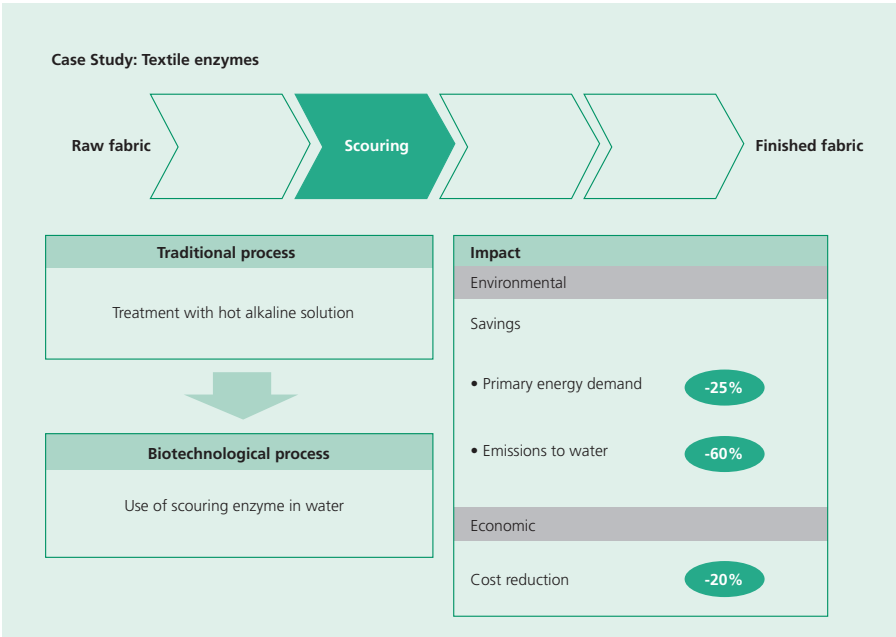 Case Study: Textile enzymes
Raw fabric
Scouring
Finished fabric
Traditional process
Treatment with hot alkaline solution
Biotechnological process
Use of scouring enzyme in water
Impact
Environmental
Savings
• Primary energy demand -25%
• Emissions to water -60%
Economic
Cost reduction -20%